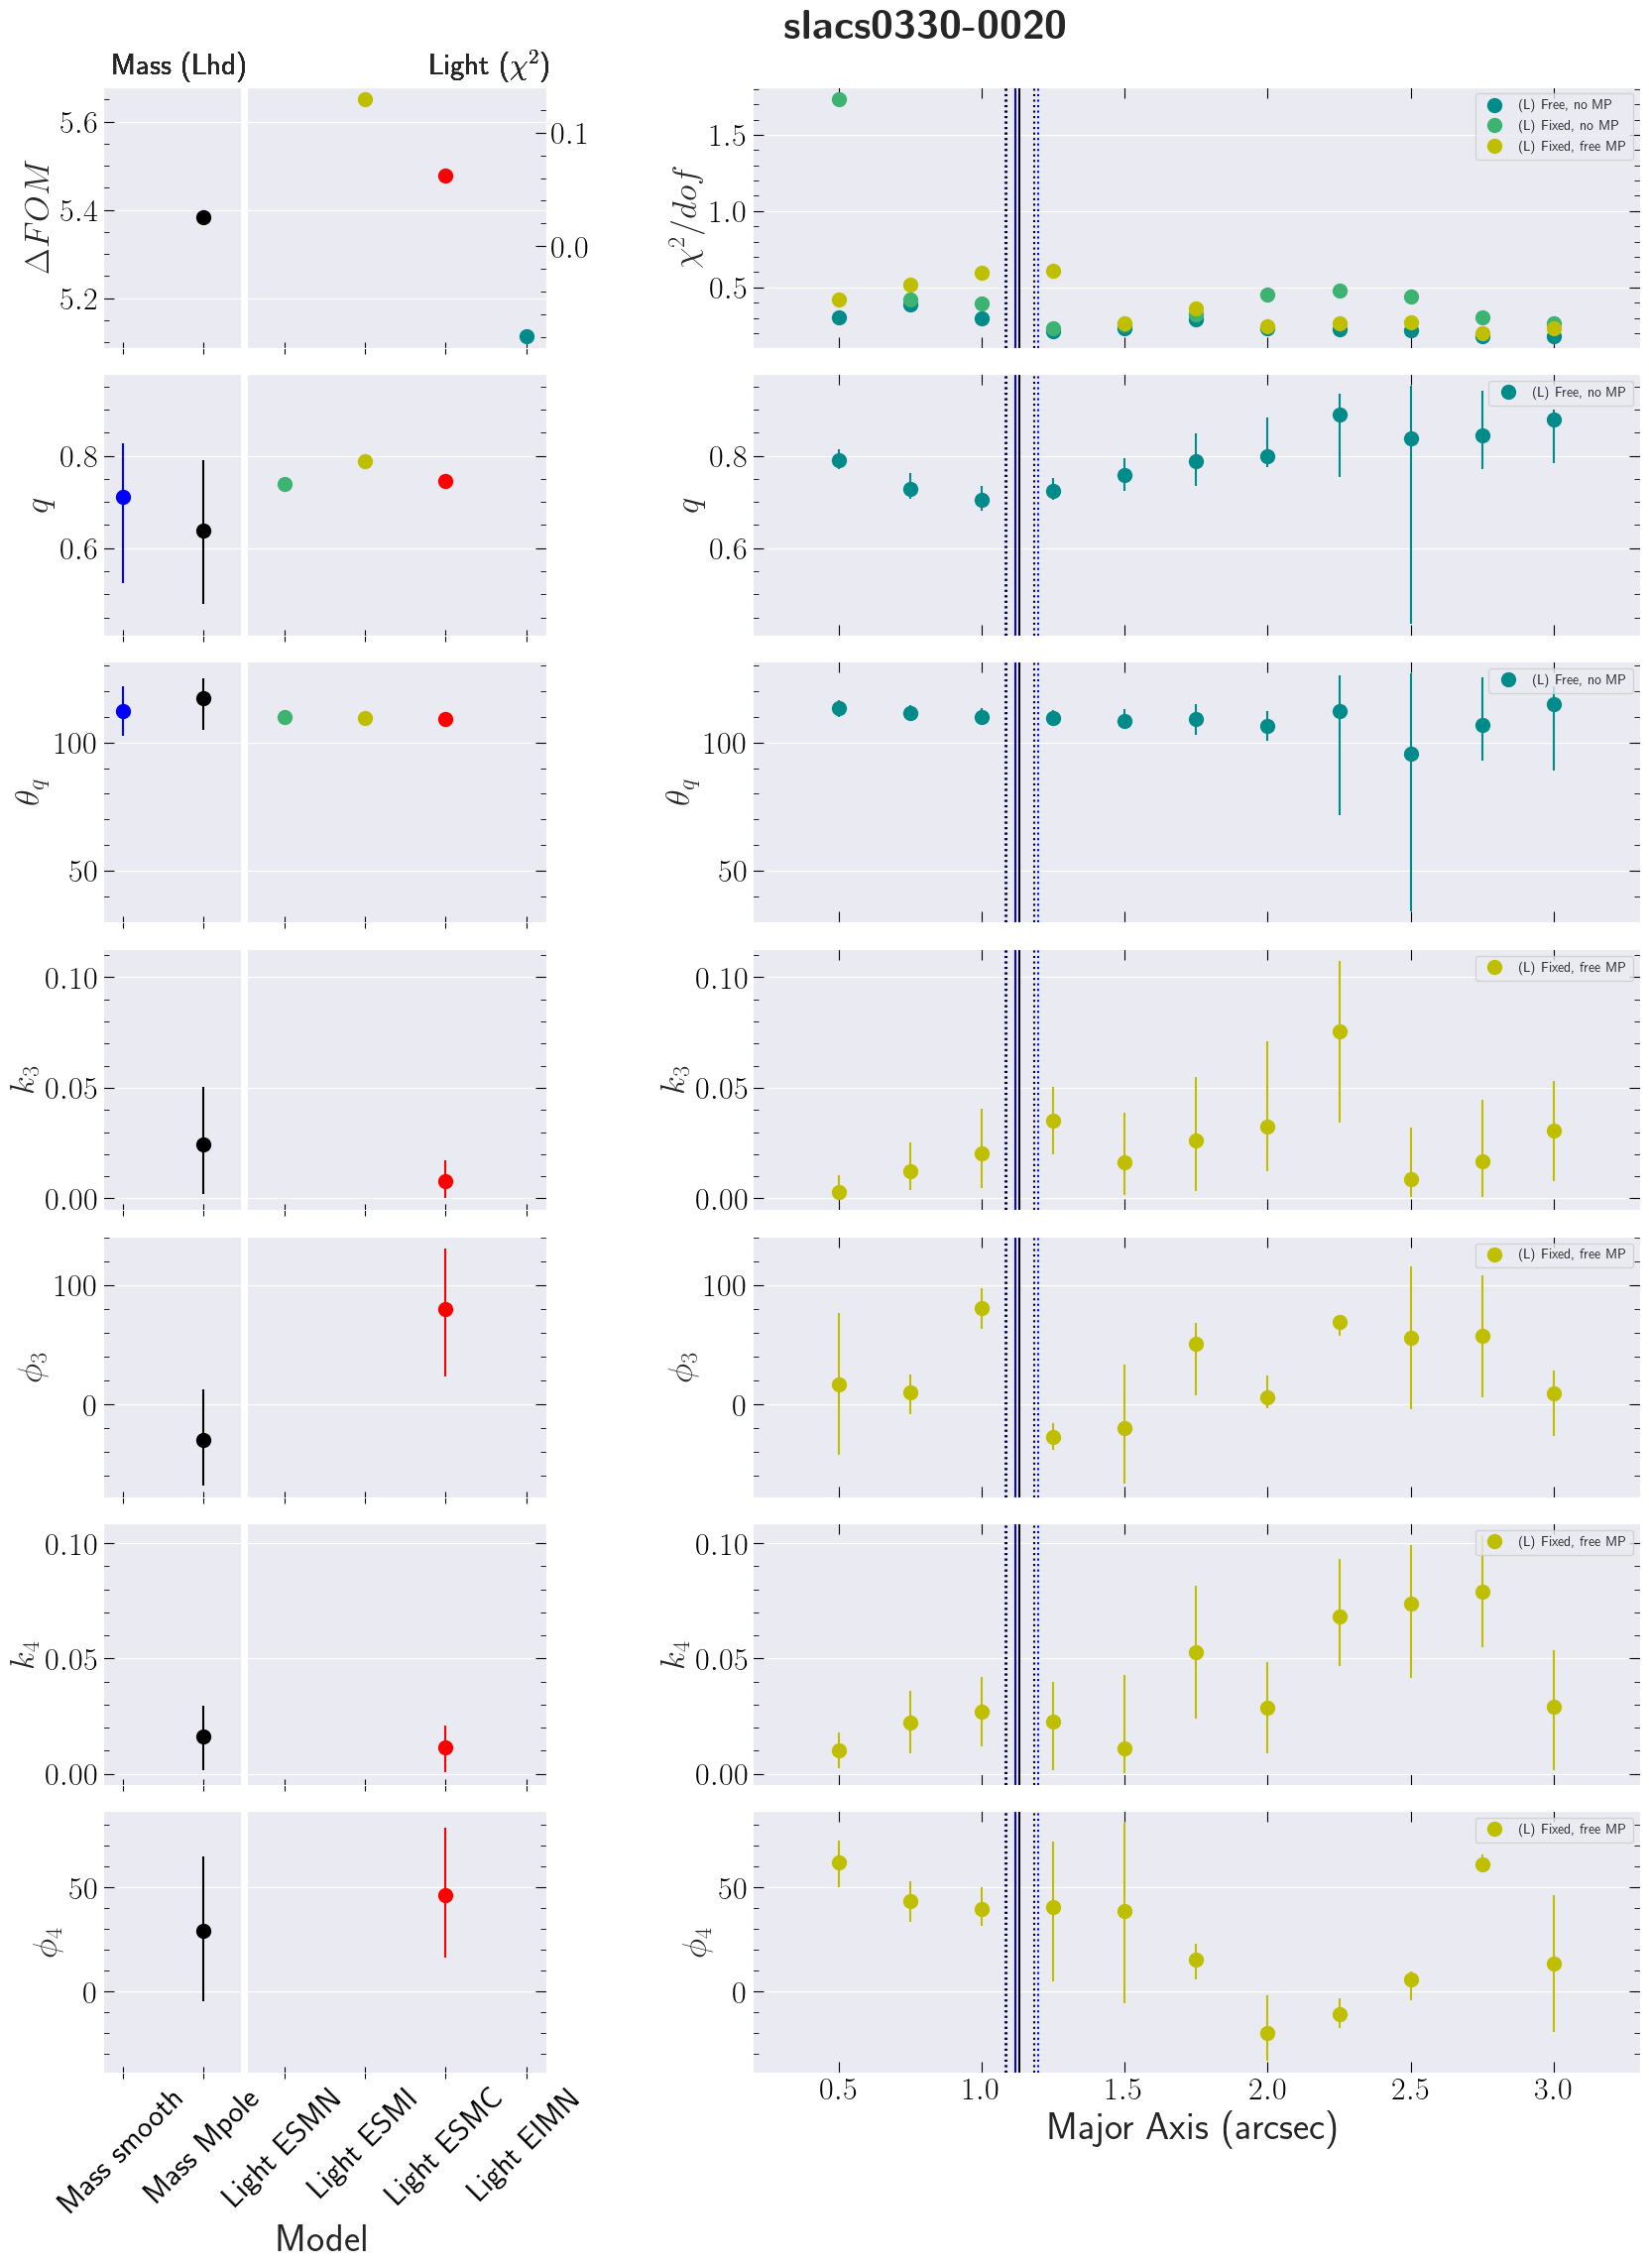 slacs0330-0020
Mass (Lhd)
Light (χ²)
ΔFOM
5.6
5.4
5.2
0.1
0.0
χ²/dof
1.5
1.0
0.5
(L) Free, no MP
(L) Fixed, no MP
(L) Fixed, free MP
q
0.8
0.6
q
0.8
0.6
(L) Free, no MP
θ_q
100
50
θ_q
100
50
(L) Free, no MP
k₃
0.10
0.05
0.00
k₃
0.10
0.05
0.00
(L) Fixed, free MP
ϕ₃
100
0
ϕ₃
100
0
(L) Fixed, free MP
k₄
0.10
0.05
0.00
k₄
0.10
0.05
0.00
(L) Fixed, free MP
ϕ₄
50
0
ϕ₄
50
0
(L) Fixed, free MP
Mass smooth
Mass Mpole
Light ESMN
Light ESMI
Light ESMC
Light EIMN
Model
0.5 1.0 1.5 2.0 2.5 3.0
Major Axis (arcsec)